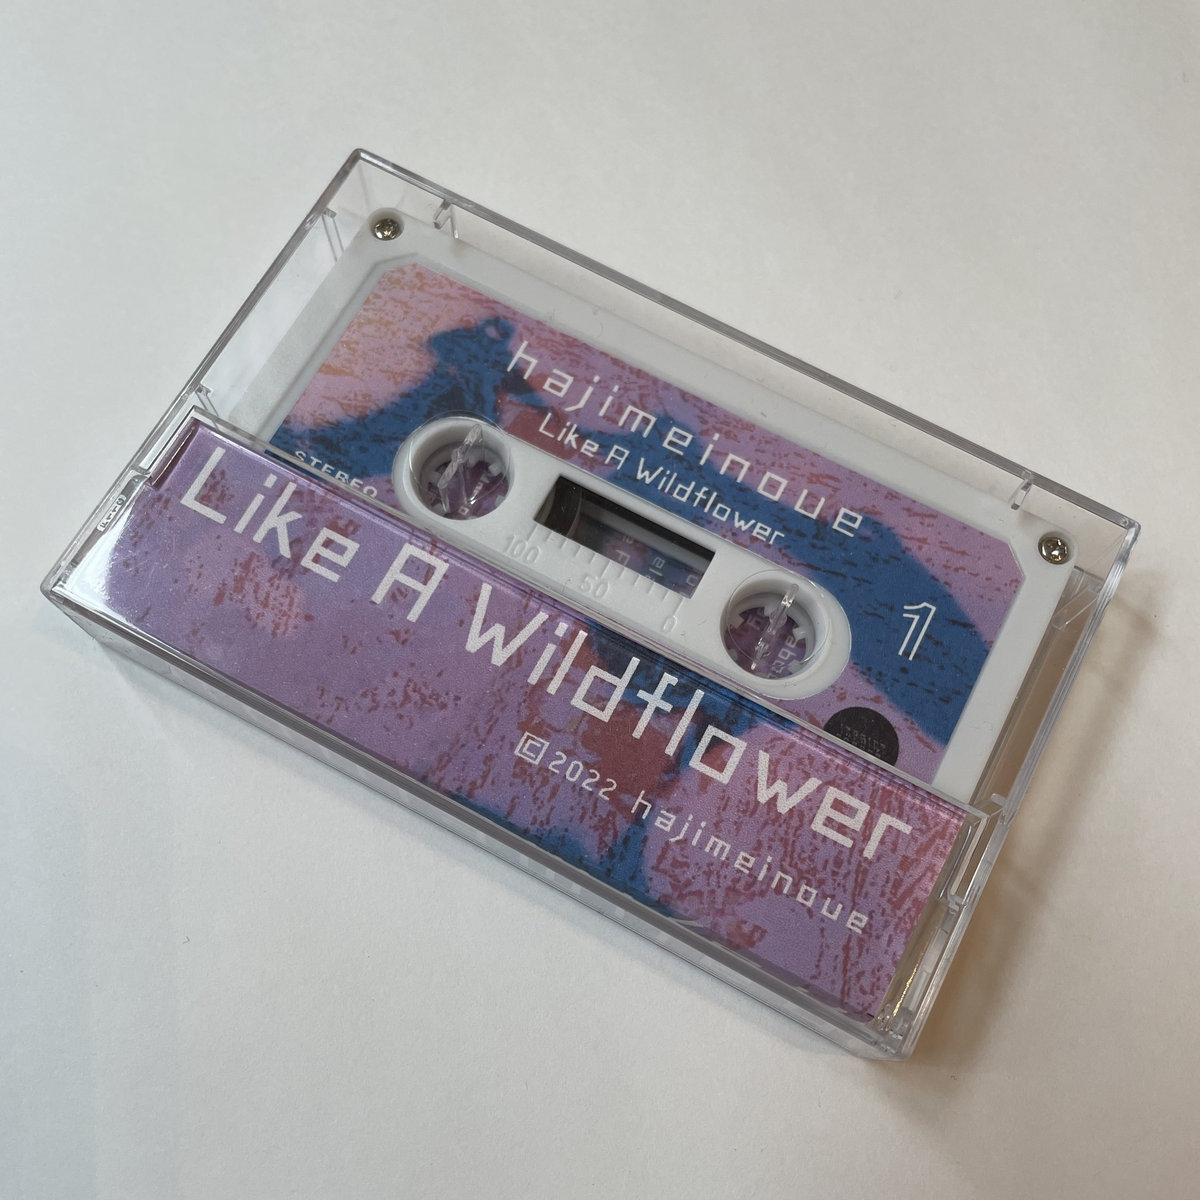 hajimeinoue
Like A Wildflower
STEREO
100 50 0
1
Like A Wildflower
©2022 hajimeinoue